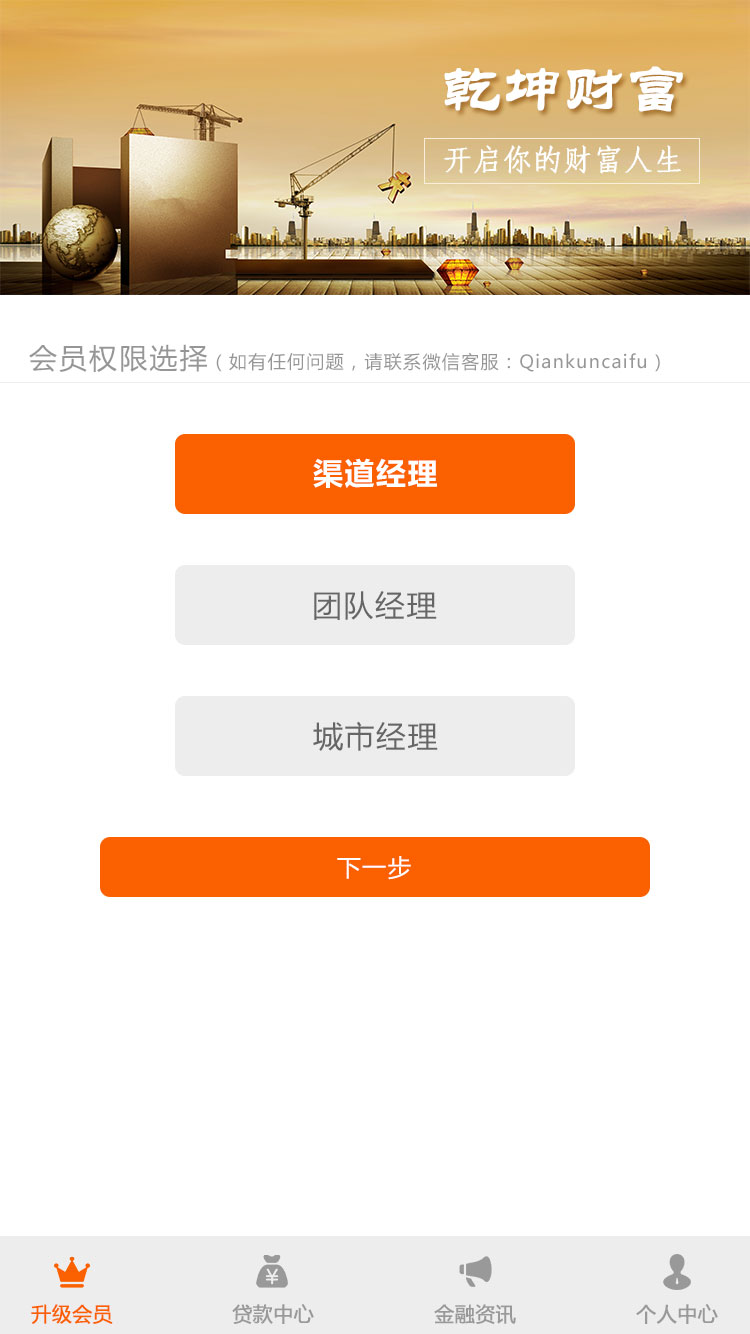 乾坤财富
开启你的财富人生
会员权限选择（如有任何问题，请联系微信客服：Qiankuncaifu）
渠道经理
团队经理
城市经理
下一步
升级会员 贷款中心 金融资讯 个人中心